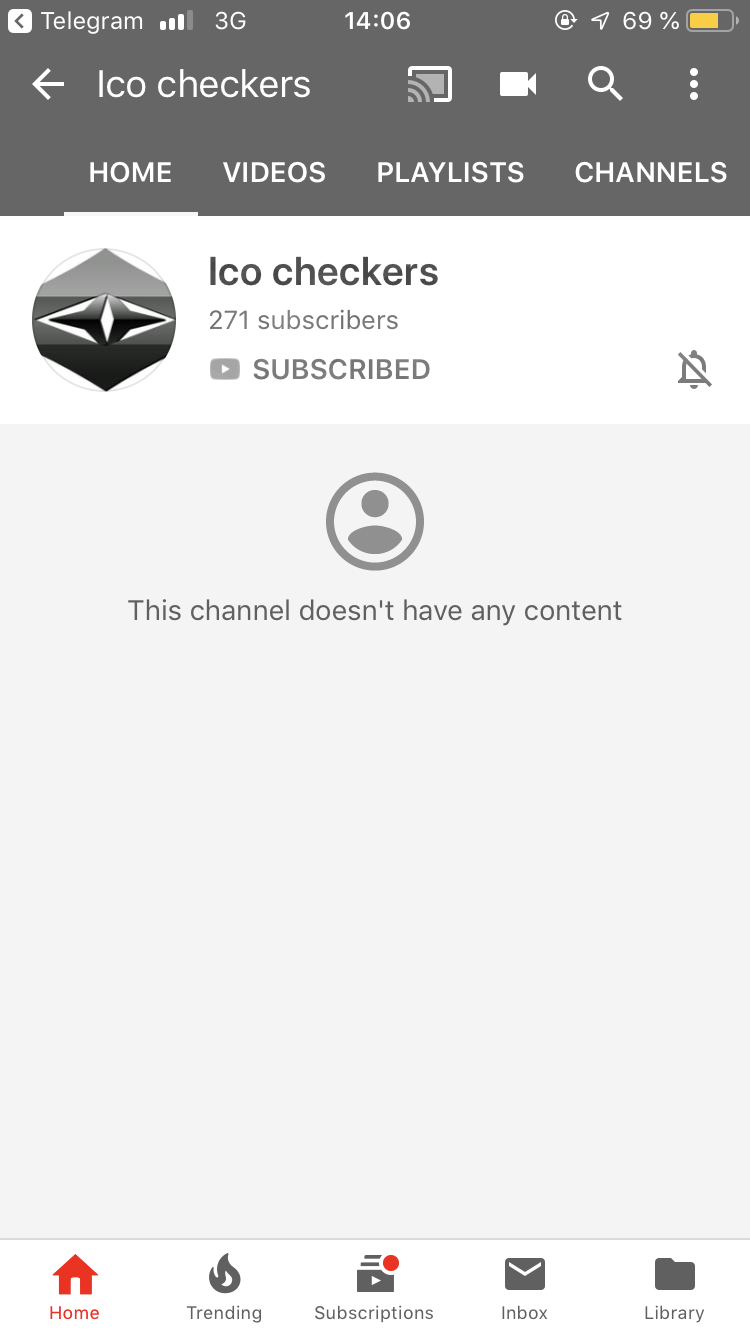 Telegram 3G 14:06 69 %
Ico checkers
HOME VIDEOS PLAYLISTS CHANNELS
Ico checkers
271 subscribers
SUBSCRIBED
This channel doesn't have any content
Home Trending Subscriptions Inbox Library